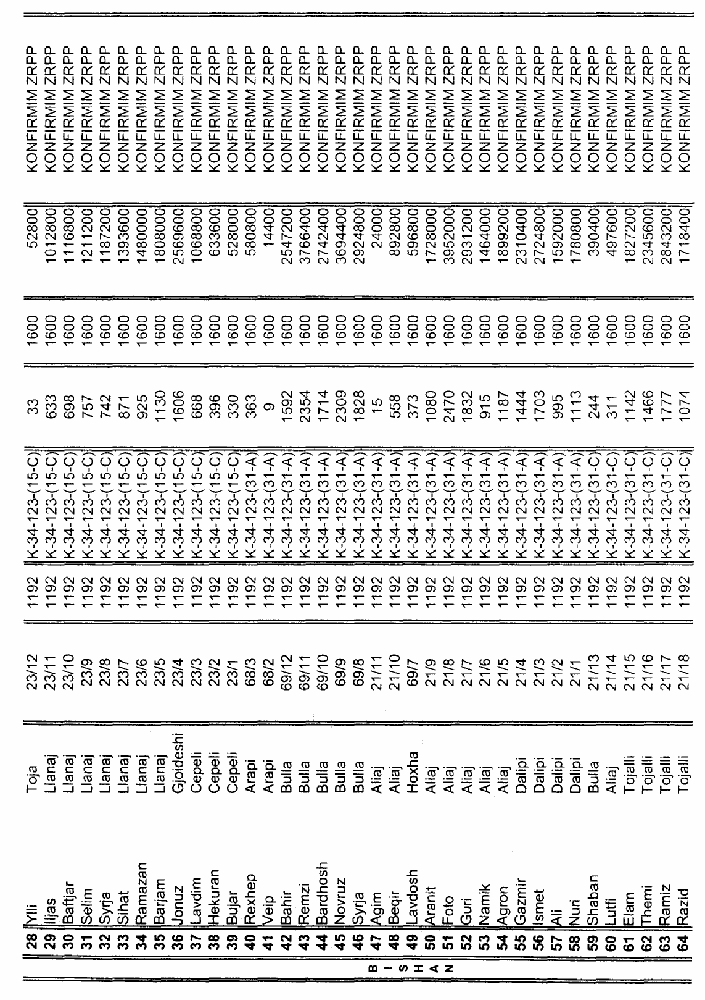 BISHAN
28 Ylli Toja 23/12 1192 K-34-123-(15-C) 33 1600 52800 KONFIRMIM ZRPP
29 Iljas Llanaj 23/11 1192 K-34-123-(15-C) 633 1600 1012800 KONFIRMIM ZRPP
30 Baftjar Llanaj 23/10 1192 K-34-123-(15-C) 698 1600 1116800 KONFIRMIM ZRPP
31 Selim Llanaj 23/9 1192 K-34-123-(15-C) 757 1600 1211200 KONFIRMIM ZRPP
32 Syrja Llanaj 23/8 1192 K-34-123-(15-C) 742 1600 1187200 KONFIRMIM ZRPP
33 Sihat Llanaj 23/7 1192 K-34-123-(15-C) 871 1600 1393600 KONFIRMIM ZRPP
34 Ramazan Llanaj 23/6 1192 K-34-123-(15-C) 925 1600 1480000 KONFIRMIM ZRPP
35 Barjam Llanaj 23/5 1192 K-34-123-(15-C) 1130 1600 1808000 KONFIRMIM ZRPP
36 Jonuz Gjoideshi 23/4 1192 K-34-123-(15-C) 1606 1600 2569600 KONFIRMIM ZRPP
37 Lavdim Cepeli 23/3 1192 K-34-123-(15-C) 668 1600 1068800 KONFIRMIM ZRPP
38 Hekuran Cepeli 23/2 1192 K-34-123-(15-C) 396 1600 633600 KONFIRMIM ZRPP
39 Bujar Cepeli 23/1 1192 K-34-123-(15-C) 330 1600 528000 KONFIRMIM ZRPP
40 Rexhep Arapi 68/3 1192 K-34-123-(31-A) 363 1600 580800 KONFIRMIM ZRPP
41 Veip Arapi 68/2 1192 K-34-123-(31-A) 9 1600 14400 KONFIRMIM ZRPP
42 Bahir Bulla 69/12 1192 K-34-123-(31-A) 1592 1600 2547200 KONFIRMIM ZRPP
43 Remzi Bulla 69/11 1192 K-34-123-(31-A) 2354 1600 3766400 KONFIRMIM ZRPP
44 Bardhosh Bulla 69/10 1192 K-34-123-(31-A) 1714 1600 2742400 KONFIRMIM ZRPP
45 Novruz Bulla 69/9 1192 K-34-123-(31-A) 2309 1600 3694400 KONFIRMIM ZRPP
46 Syrja Bulla 69/8 1192 K-34-123-(31-A) 1828 1600 2924800 KONFIRMIM ZRPP
47 Agim Aliaj 21/11 1192 K-34-123-(31-A) 15 1600 24000 KONFIRMIM ZRPP
48 Beqir Aliaj 21/10 1192 K-34-123-(31-A) 558 1600 892800 KONFIRMIM ZRPP
49 Lavdosh Hoxha 69/7 1192 K-34-123-(31-A) 373 1600 596800 KONFIRMIM ZRPP
50 Aranit Aliaj 21/9 1192 K-34-123-(31-A) 1080 1600 1728000 KONFIRMIM ZRPP
51 Foto Aliaj 21/8 1192 K-34-123-(31-A) 2470 1600 3952000 KONFIRMIM ZRPP
52 Guri Aliaj 21/7 1192 K-34-123-(31-A) 1832 1600 2931200 KONFIRMIM ZRPP
53 Namik Aliaj 21/6 1192 K-34-123-(31-A) 915 1600 1464000 KONFIRMIM ZRPP
54 Agron Aliaj 21/5 1192 K-34-123-(31-A) 1187 1600 1899200 KONFIRMIM ZRPP
55 Gazmir Dalipi 21/4 1192 K-34-123-(31-A) 1444 1600 2310400 KONFIRMIM ZRPP
56 Ismet Dalipi 21/3 1192 K-34-123-(31-A) 1703 1600 2724800 KONFIRMIM ZRPP
57 Ali Dalipi 21/2 1192 K-34-123-(31-A) 995 1600 1592000 KONFIRMIM ZRPP
58 Nuri Dalipi 21/1 1192 K-34-123-(31-A) 1113 1600 1780800 KONFIRMIM ZRPP
59 Shaban Bulla 21/13 1192 K-34-123-(31-C) 244 1600 390400 KONFIRMIM ZRPP
60 Lutfi Aliaj 21/14 1192 K-34-123-(31-C) 311 1600 497600 KONFIRMIM ZRPP
61 Elam Tojalli 21/15 1192 K-34-123-(31-C) 1142 1600 1827200 KONFIRMIM ZRPP
62 Themi Tojalli 21/16 1192 K-34-123-(31-C) 1466 1600 2345600 KONFIRMIM ZRPP
63 Ramiz Tojalli 21/17 1192 K-34-123-(31-C) 1777 1600 2843200 KONFIRMIM ZRPP
64 Razid Tojalli 21/18 1192 K-34-123-(31-C) 1074 1600 1718400 KONFIRMIM ZRPP